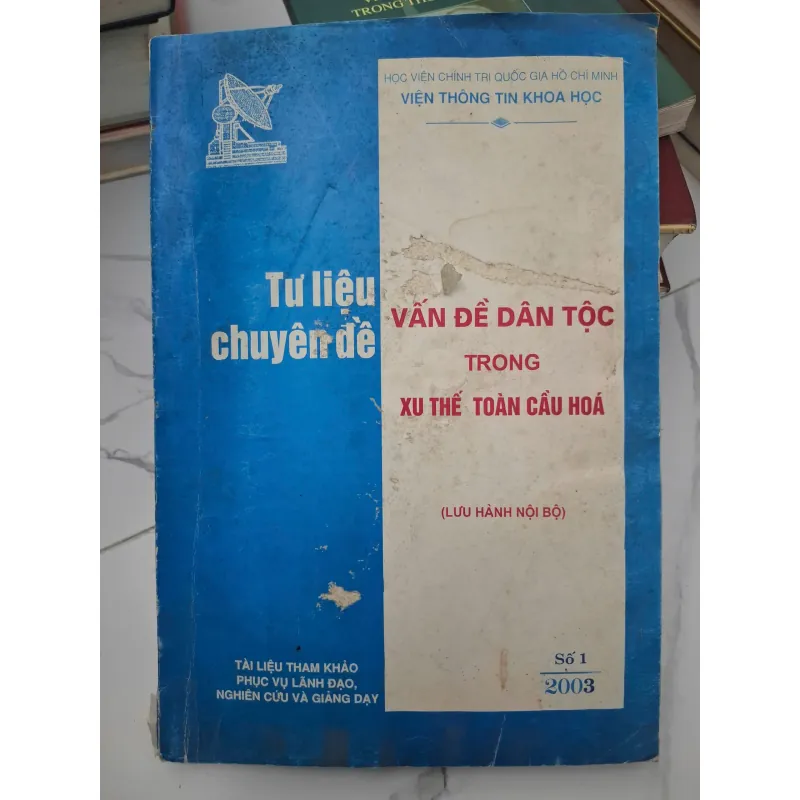 TRONG TH
HỌC VIỆN CHÍNH TRỊ QUỐC GIA HỒ CHÍ MINH
VIỆN THÔNG TIN KHOA HỌC
Tư liệu
chuyên đề
VẤN ĐỀ DÂN TỘC
TRONG
XU THẾ TOÀN CẦU HOÁ
(LƯU HÀNH NỘI BỘ)
TÀI LIỆU THAM KHẢO
PHỤC VỤ LÃNH ĐẠO,
NGHIÊN CỨU VÀ GIẢNG DẠY
Số 1
2003